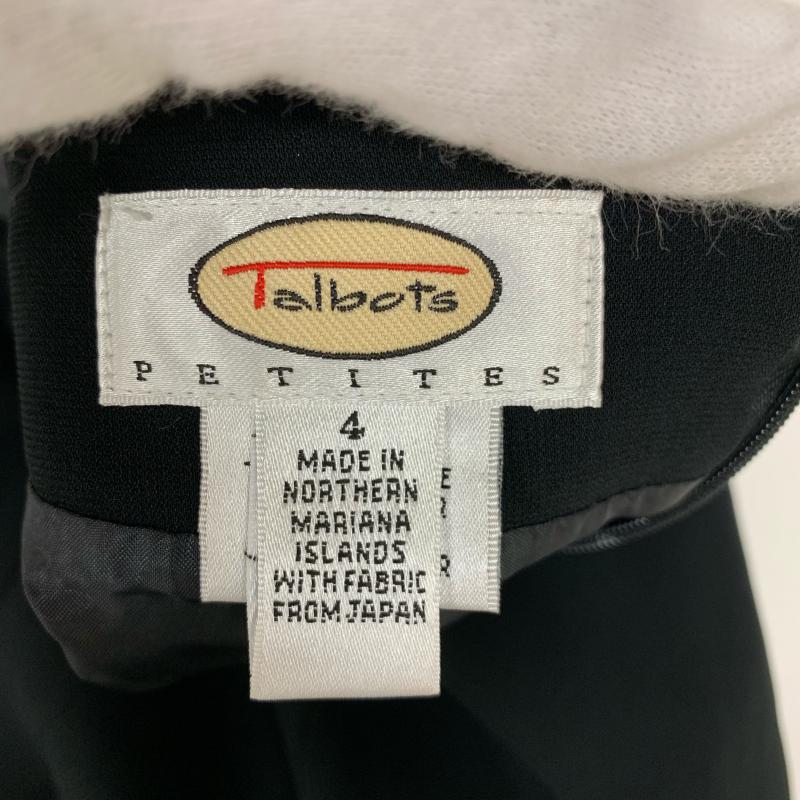 Talbots
PETITES
4
MADE IN
NORTHERN
MARIANA
ISLANDS
WITH FABRIC
FROM JAPAN